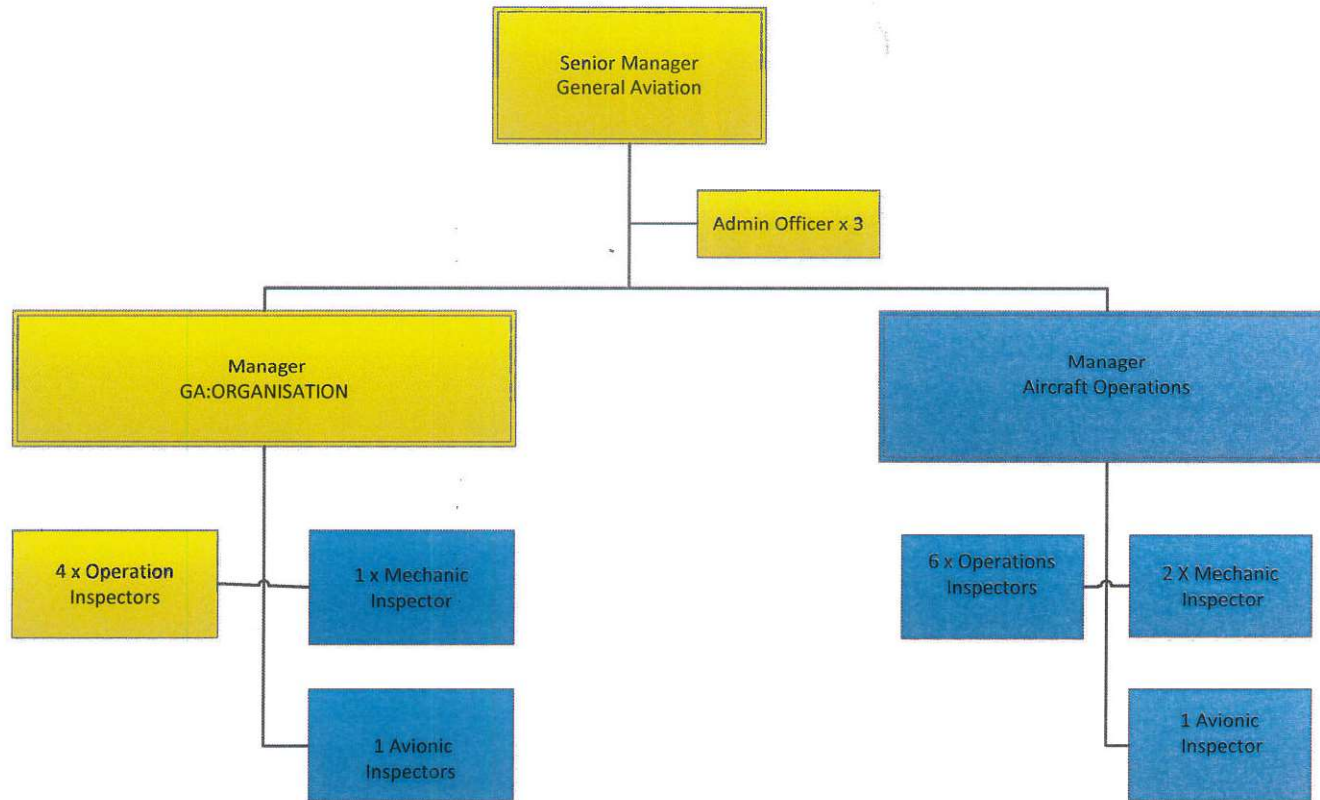 Senior Manager
General Aviation
Admin Officer x 3
Manager
GA:ORGANISATION
Manager
Aircraft Operations
4 x Operation
Inspectors
1 x Mechanic
Inspector
6 x Operations
Inspectors
2 X Mechanic
Inspector
1 Avionic
Inspectors
1 Avionic
Inspector